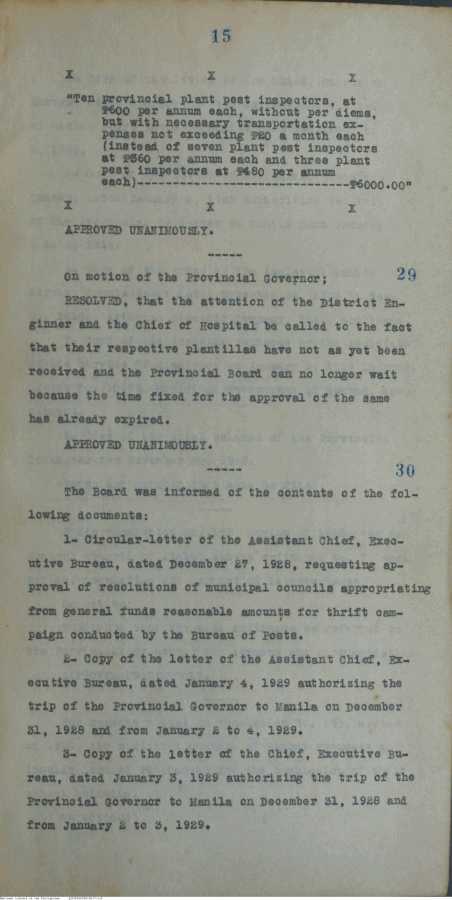 15
X X X
"Ten provincial plant pest inspectors, at
₱600 per annum each, without per diems,
but with necessary transportation ex-
penses not exceeding ₱20 a month each
(instead of seven plant pest inspectors
at ₱360 per annum each and three plant
pest inspectors at ₱480 per annum
each)------------------------------₱6000.00"
X X X
APPROVED UNANIMOUSLY.
-----
On motion of the Provincial Governor; 29
RESOLVED, that the attention of the District En-
ginner and the Chief of Hospital be called to the fact
that their respective plantillas have not as yet been
received and the Provincial Board can no longer wait
because the time fixed for the approval of the same
has already expired.
APPROVED UNANIMOUSLY.
-----
30
The Board was informed of the contents of the fol-
lowing documents:
1- Circular-letter of the Assistant Chief, Exec-
utive Bureau, dated December 27, 1928, requesting ap-
proval of resolutions of municipal councils appropriating
from general funds reasonable amounts for thrift cam-
paign conducted by the Bureau of Posts.
2- Copy of the letter of the Assistant Chief, Ex-
ecutive Bureau, dated January 4, 1929 authorizing the
trip of the Provincial Governor to Manila on December
31, 1928 and from January 2 to 4, 1929.
3- Copy of the letter of the Chief, Executive Bu-
reau, dated January 3, 1929 authorizing the trip of the
Provincial Governor to Manila on December 31, 1928 and
from January 2 to 3, 1929.